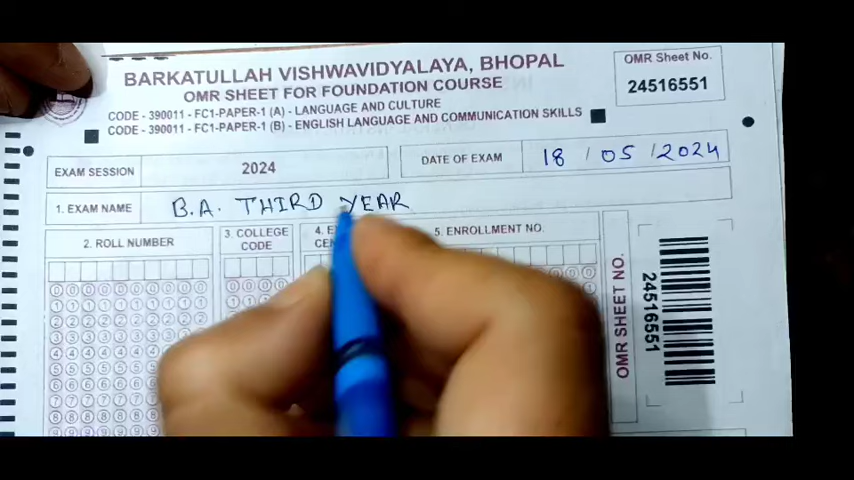 BARKATULLAH VISHWAVIDYALAYA, BHOPAL
OMR SHEET FOR FOUNDATION COURSE
CODE - 390011 - FC1-PAPER-1 (A) - LANGUAGE AND CULTURE
CODE - 390011 - FC1-PAPER-1 (B) - ENGLISH LANGUAGE AND COMMUNICATION SKILLS
OMR Sheet No.
24516551
EXAM SESSION 2024 DATE OF EXAM 18 / 05 / 2024
1. EXAM NAME B.A. THIRD YEAR
2. ROLL NUMBER 3. COLLEGE CODE 4. 5. ENROLLMENT NO.
OMR SHEET NO.
24516551